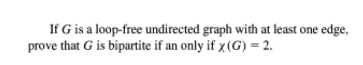 If G is a loop-free undirected graph with at least one edge,
prove that G is bipartite if an only if χ(G) = 2.